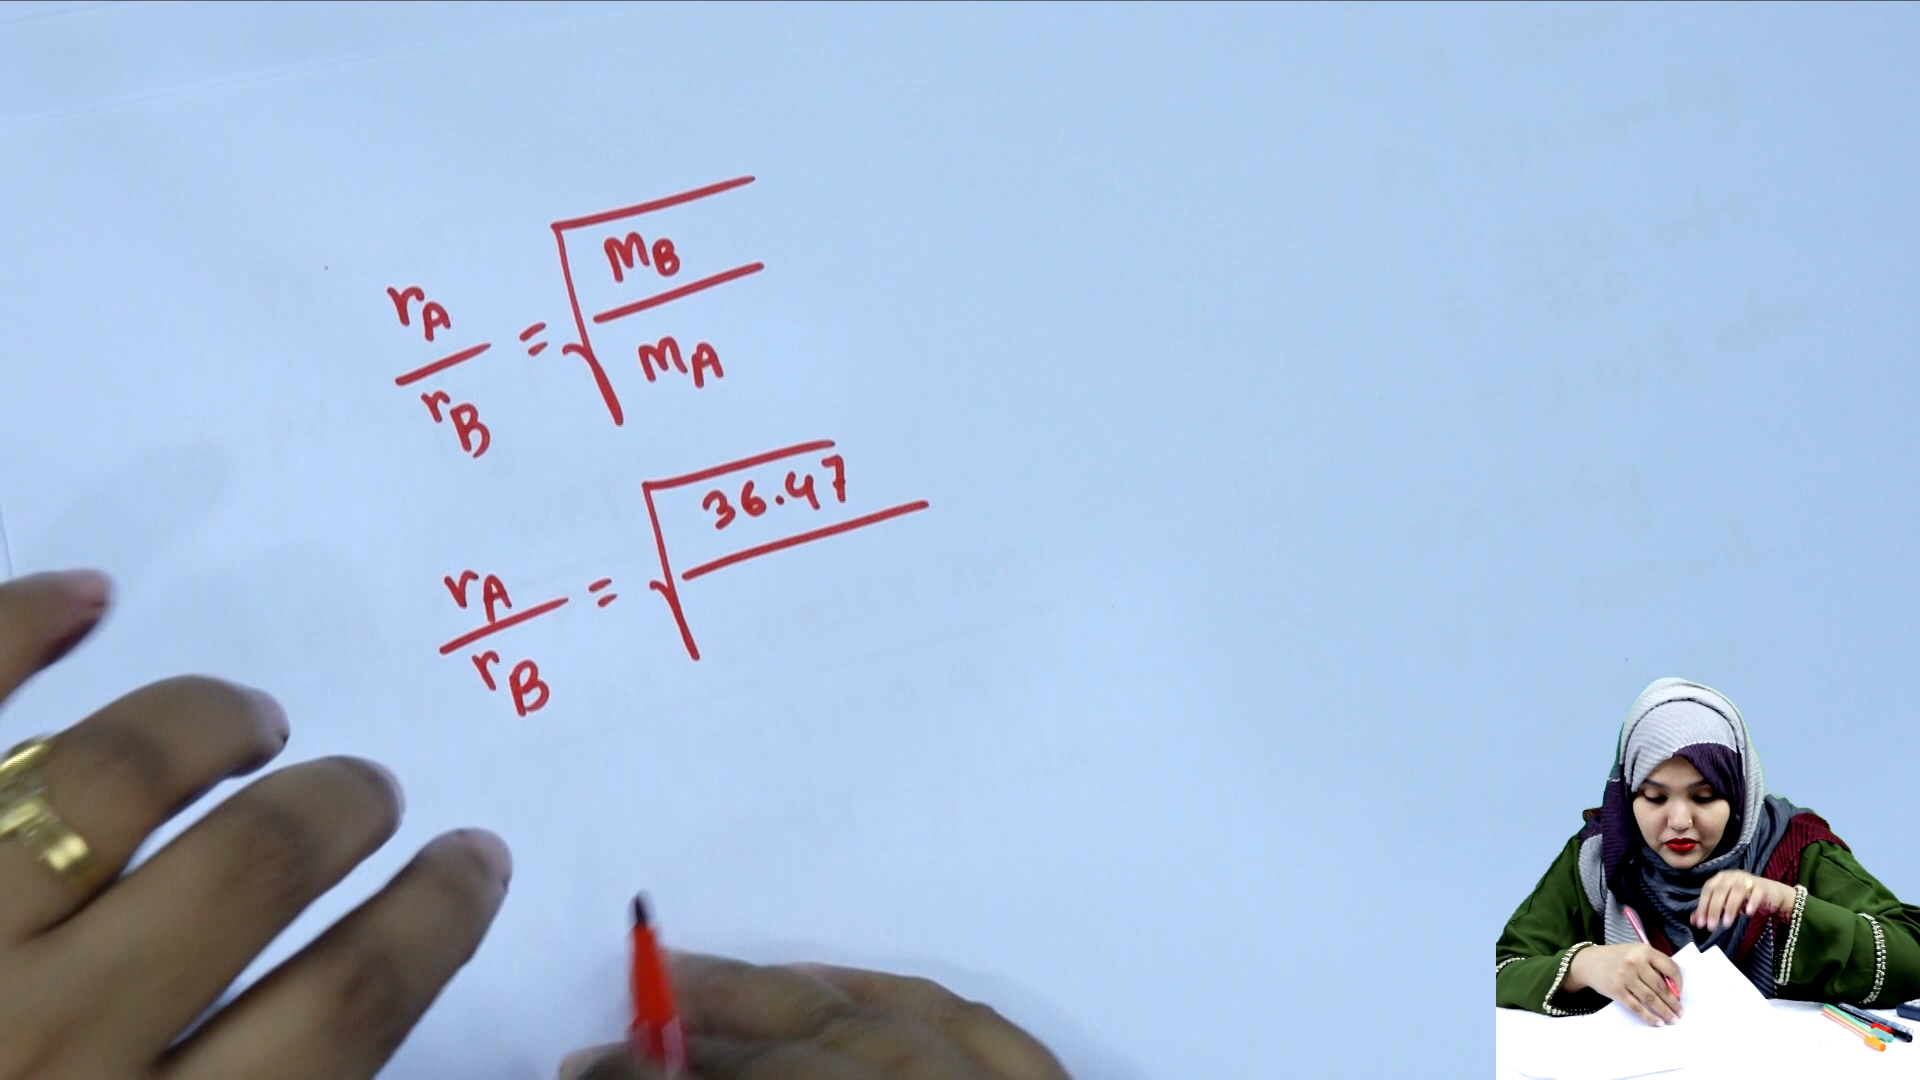 rA/rB = √(MB/MA)
rA/rB = √(36.47/